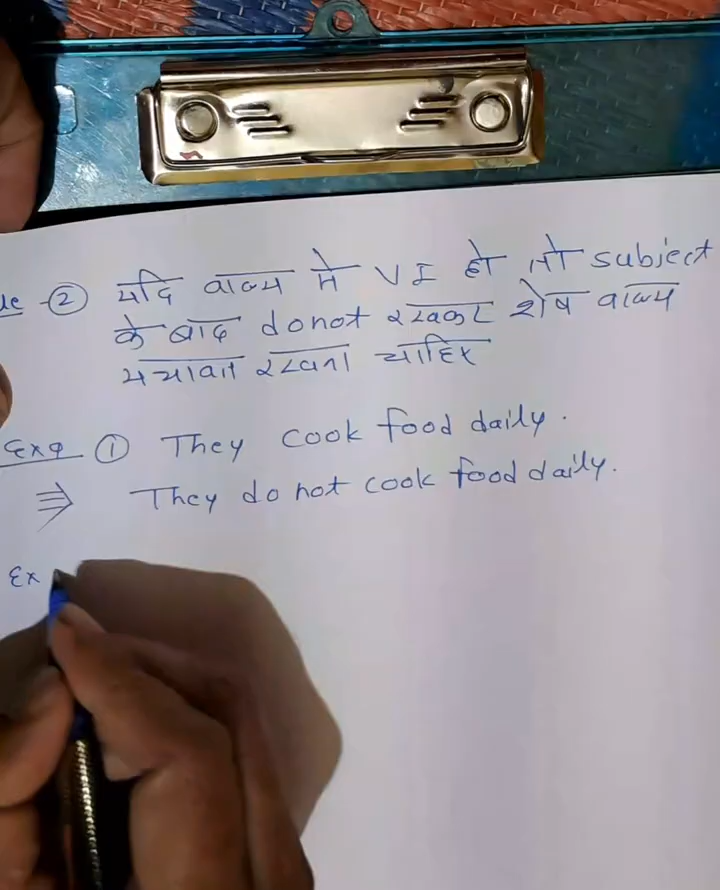 ② यदि वाक्य में V I हो तो subject
के बाद do not रखकर शेष वाक्य
यथावत रखना चाहिए
Exa ① They cook food daily.
⇒ They do not cook food daily.
Ex